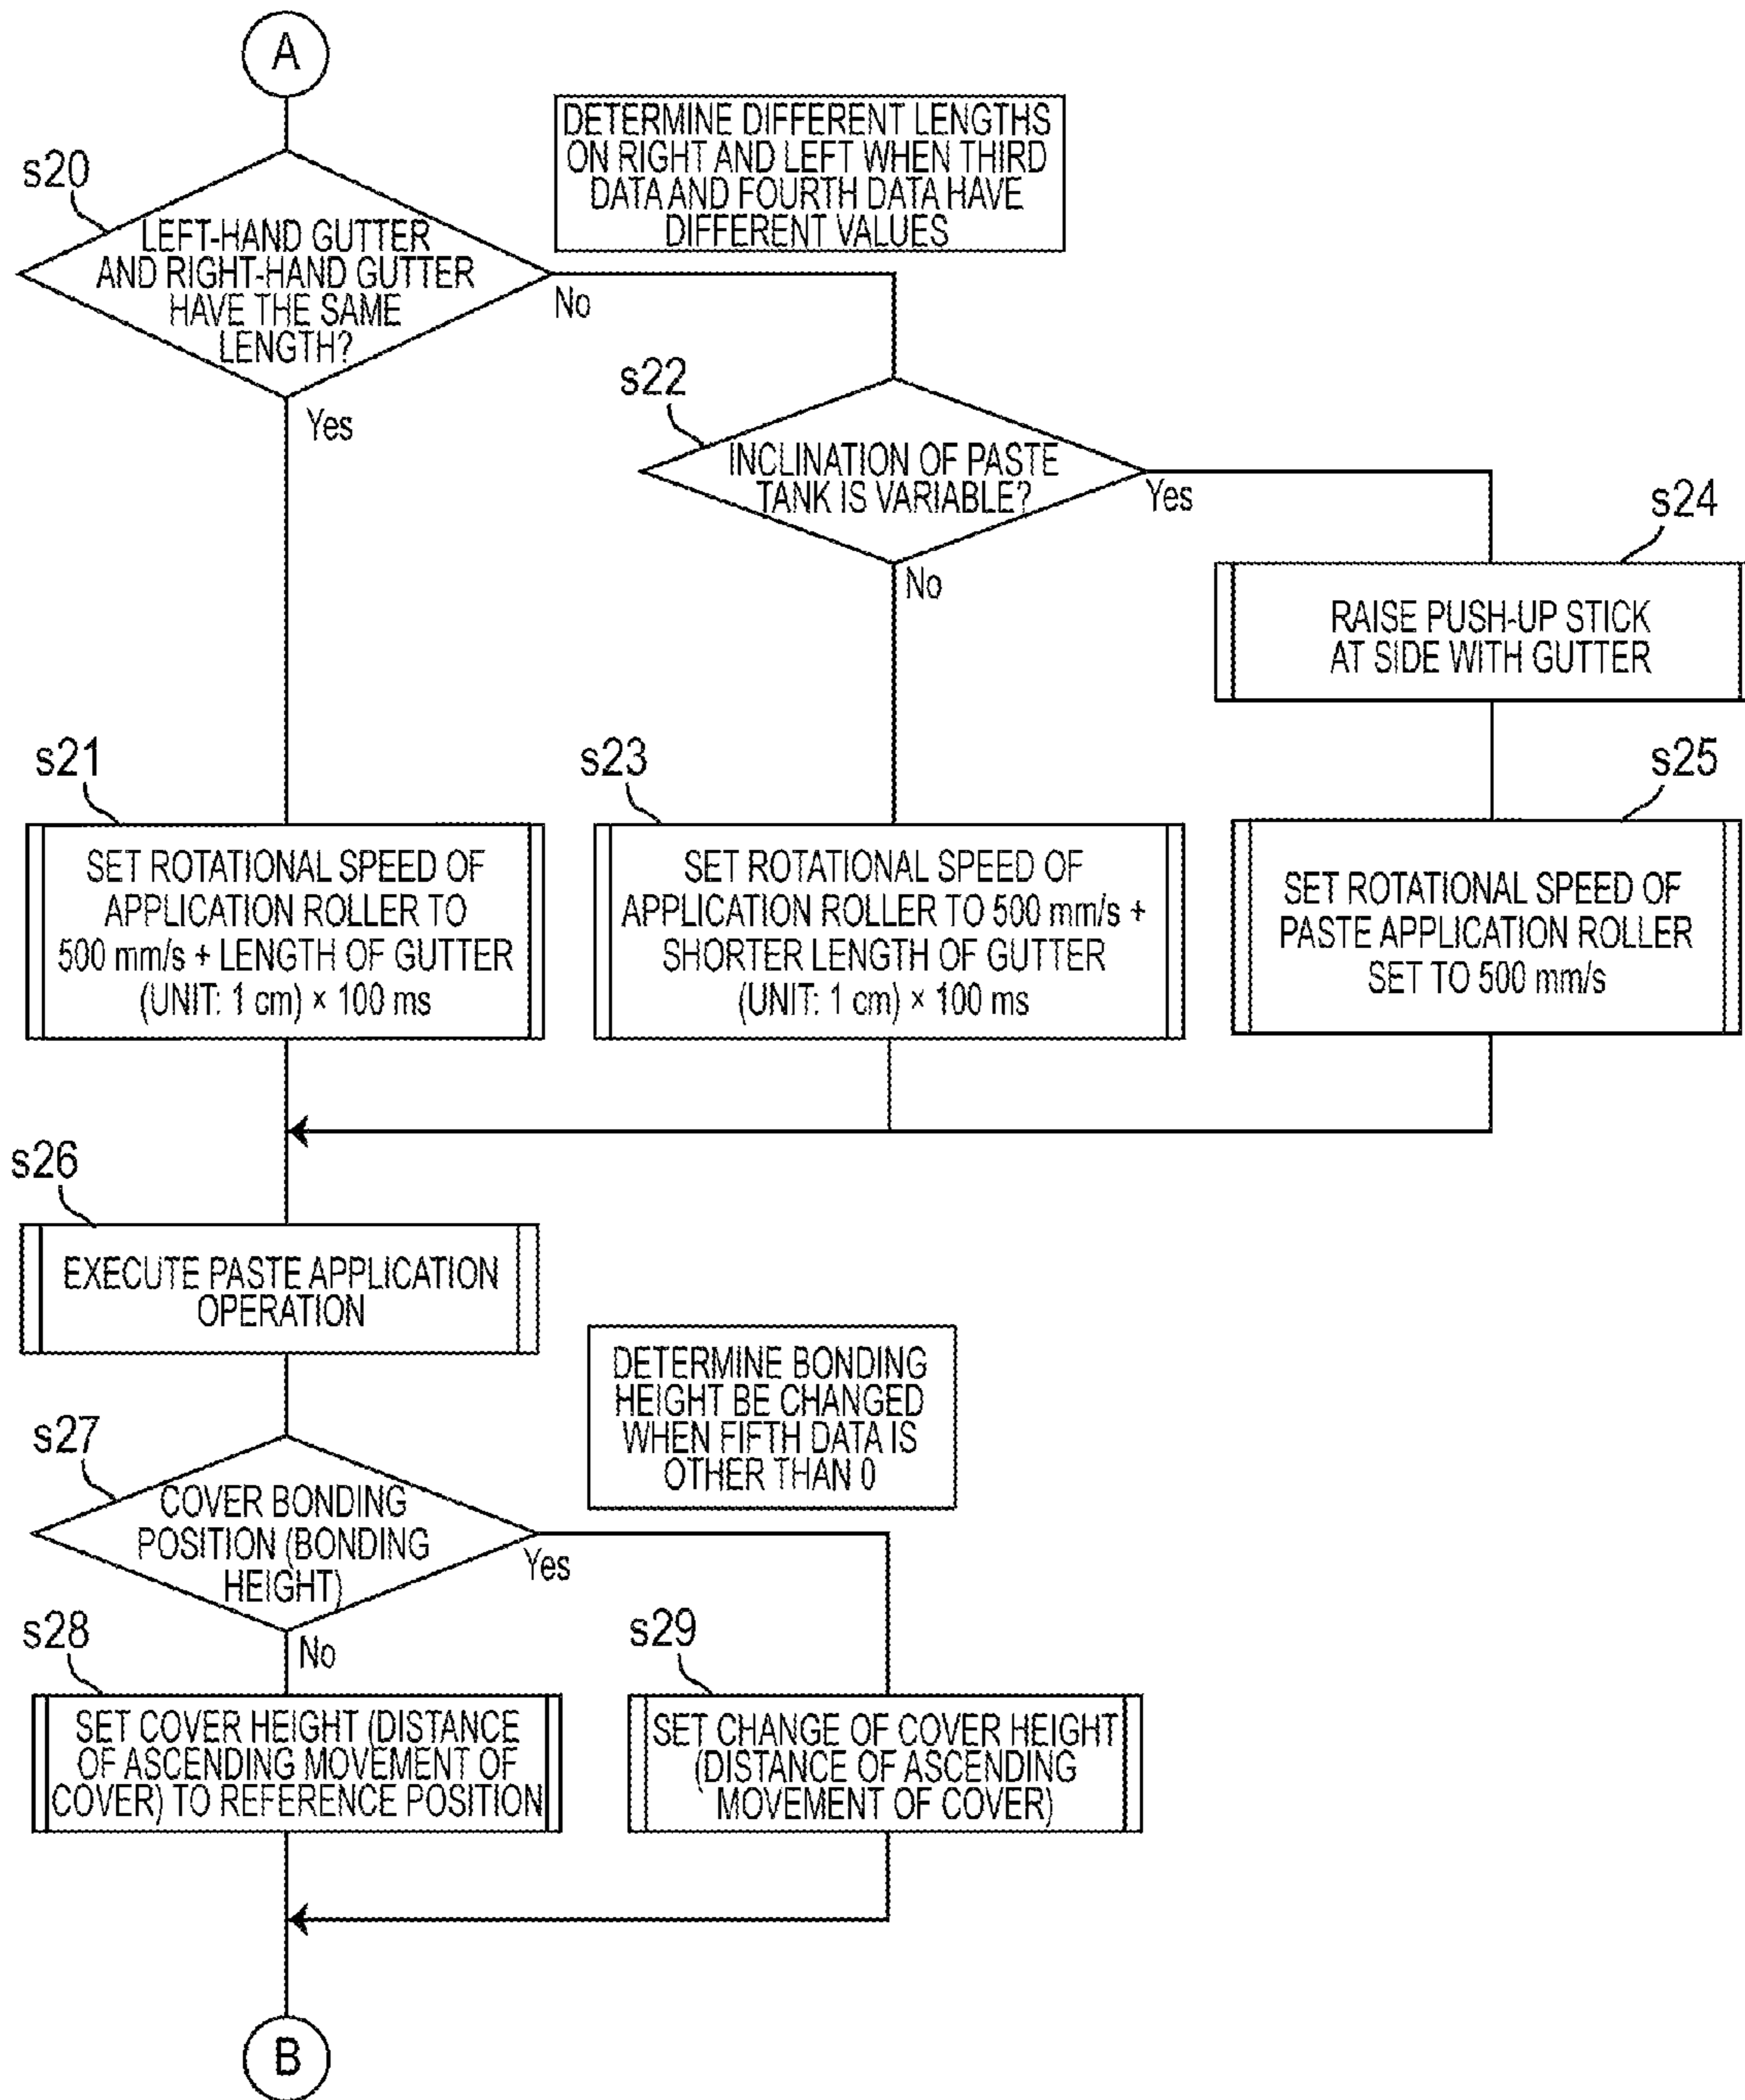 A
DETERMINE DIFFERENT LENGTHS
ON RIGHT AND LEFT WHEN THIRD
DATA AND FOURTH DATA HAVE
DIFFERENT VALUES
s20
LEFT-HAND GUTTER
AND RIGHT-HAND GUTTER
HAVE THE SAME
LENGTH?
No
Yes
s22
INCLINATION OF PASTE
TANK IS VARIABLE?
Yes
No
s24
RAISE PUSH-UP STICK
AT SIDE WITH GUTTER
s21
SET ROTATIONAL SPEED OF
APPLICATION ROLLER TO
500 mm/s + LENGTH OF GUTTER
(UNIT: 1 cm) × 100 ms
s23
SET ROTATIONAL SPEED OF
APPLICATION ROLLER TO 500 mm/s +
SHORTER LENGTH OF GUTTER
(UNIT: 1 cm) × 100 ms
s25
SET ROTATIONAL SPEED OF
PASTE APPLICATION ROLLER
SET TO 500 mm/s
s26
EXECUTE PASTE APPLICATION
OPERATION
DETERMINE BONDING
HEIGHT BE CHANGED
WHEN FIFTH DATA IS
OTHER THAN 0
s27
COVER BONDING
POSITION (BONDING
HEIGHT)
Yes
No
s28
SET COVER HEIGHT (DISTANCE
OF ASCENDING MOVEMENT OF
COVER) TO REFERENCE POSITION
s29
SET CHANGE OF COVER HEIGHT
(DISTANCE OF ASCENDING
MOVEMENT OF COVER)
B